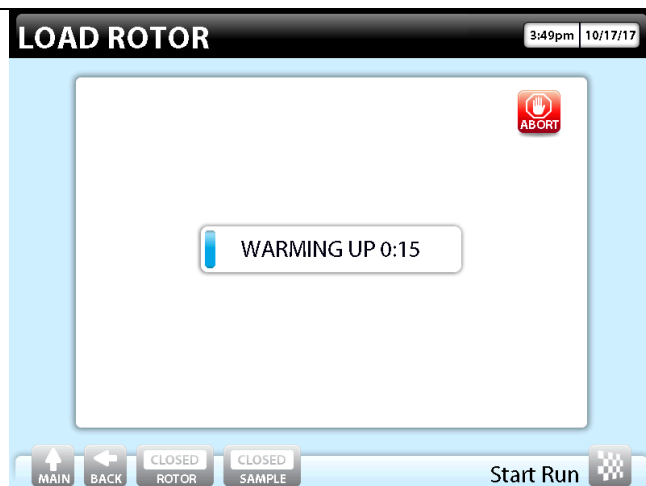 LOAD ROTOR
3:49pm 10/17/17
ABORT
WARMING UP 0:15
MAIN
BACK
CLOSED
ROTOR
CLOSED
SAMPLE
Start Run